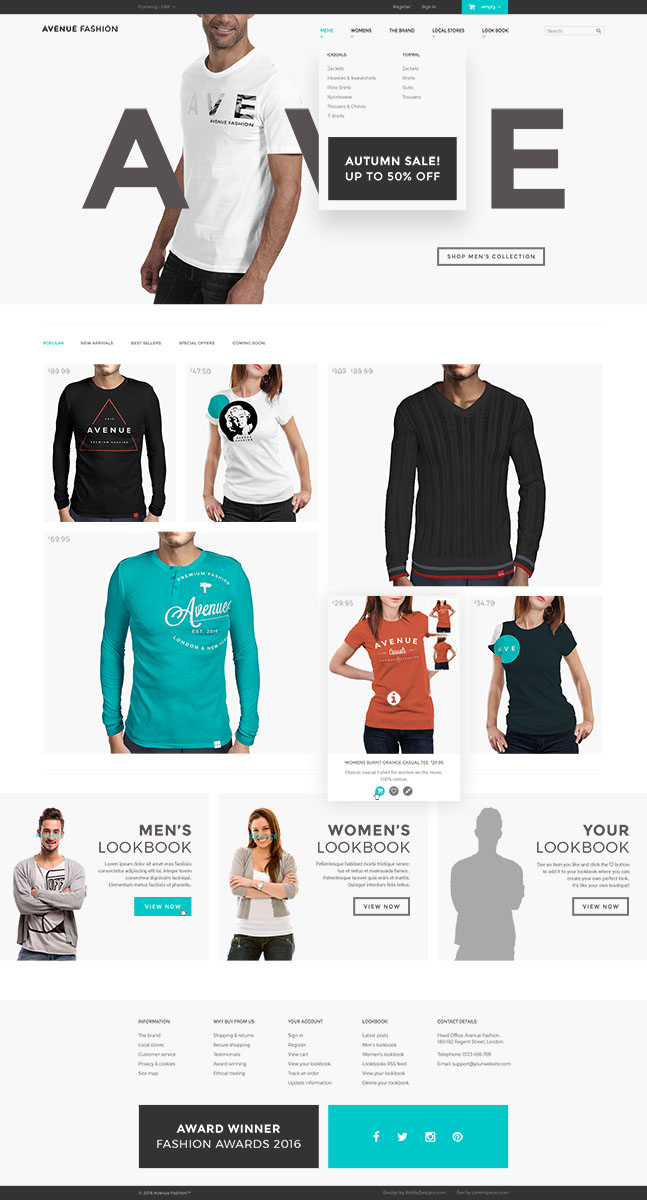 Currency : GBP
Register
Sign in
empty
AVENUE FASHION
MENS
WOMENS
THE BRAND
LOCAL STORES
LOOK BOOK
Search...
CASUALS
FORMAL
Jackets
Jackets
Hoodies & Sweatshirts
Shirts
Polo Shirts
Suits
Sportswear
Trousers
Trousers & Chinos
T-Shirts
AVE
AVENUE FASHION
A V E
AUTUMN SALE!
UP TO 50% OFF
SHOP MEN'S COLLECTION
POPULAR
NEW ARRIVALS
BEST SELLERS
SPECIAL OFFERS
COMING SOON
£89.99
AVENUE
PREMIUM FASHION
£47.50
AVENUE
FASHION
£107 £89.99
£69.95
PREMIUM FASHION
Avenue
EST. 2016
LONDON & NEW
£29.95
AVENUE
Casuals
£34.79
AVE
WOMENS BURNT ORANGE CASUAL TEE £29.95
Classic casual t-shirt for women on the move.
100% cotton.
MEN'S
LOOKBOOK
Lorem ipsum dolor sit amet eras facilisis
consectetur adipiscing elit lor, integer lorem
consecteur dignissim laciniqui.
Elementum metus facilisis ut phasellu.
VIEW NOW
WOMEN'S
LOOKBOOK
Pellentesque habitant morbi tristique senec-
tus et netus et malesuada fames.
Pellentesque laoreet quis enim et mattis.
Quisque interdum felis tellus.
VIEW NOW
YOUR
LOOKBOOK
See an item you like and click the ♡ button
to add it to your lookbook where you can
create your own perfect look.
It's like your own boutique!
VIEW NOW
INFORMATION
The brand
Local stores
Customer service
Privacy & cookies
Site map
WHY BUY FROM US
Shipping & returns
Secure shipping
Testimonials
Award winning
Ethical trading
YOUR ACCOUNT
Sign in
Register
View cart
View your lookbook
Track an order
Update information
LOOKBOOK
Latest posts
Men's lookbook
Women's lookbook
Lookbooks RSS feed
View your lookbook
Delete your lookbook
CONTACT DETAILS
Head Office: Avenue Fashion,
180-182 Regent Street, London.
Telephone: 0123-456-789
Email: support@yourwebsite.com
AWARD WINNER
FASHION AWARDS 2016
© 2016 Avenue Fashion™
Design by RobbyDesigns.com
Dev by Loremipsum.com